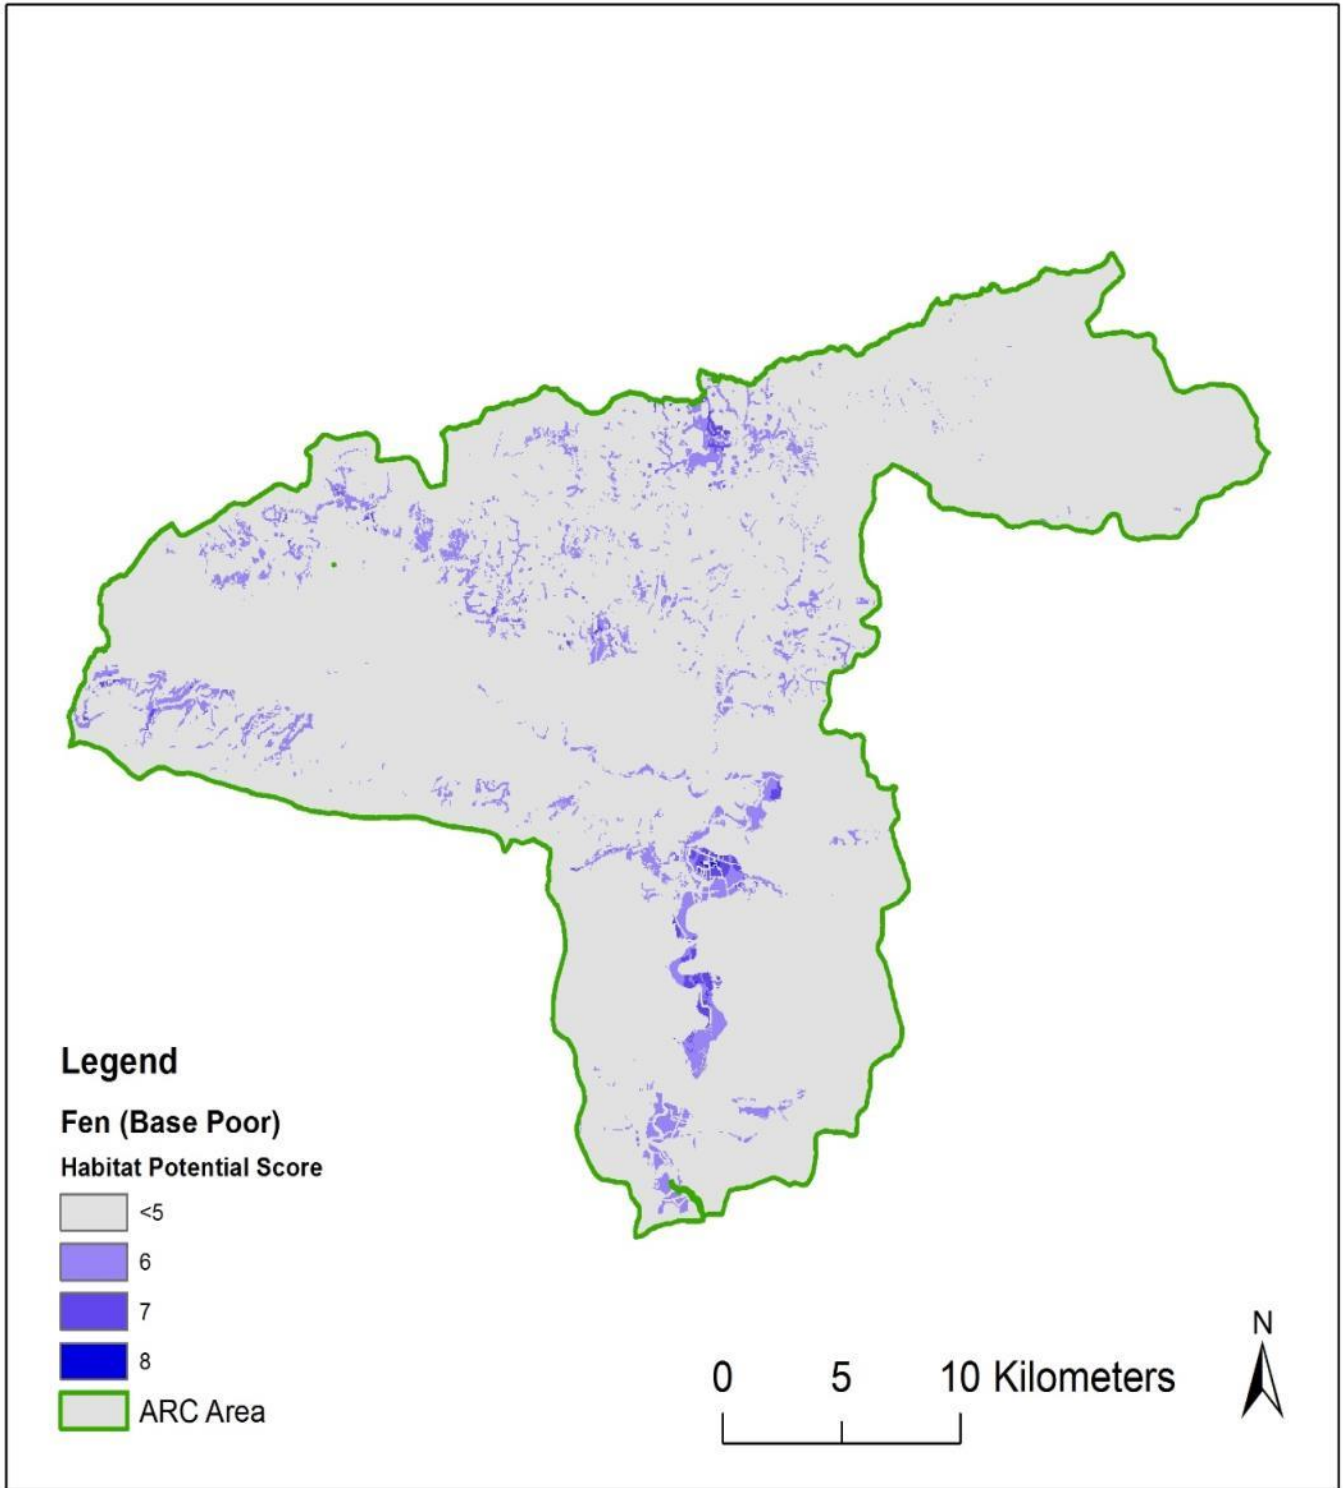 Legend
Fen (Base Poor)
Habitat Potential Score
<5
6
7
8
ARC Area
0 5 10 Kilometers
N